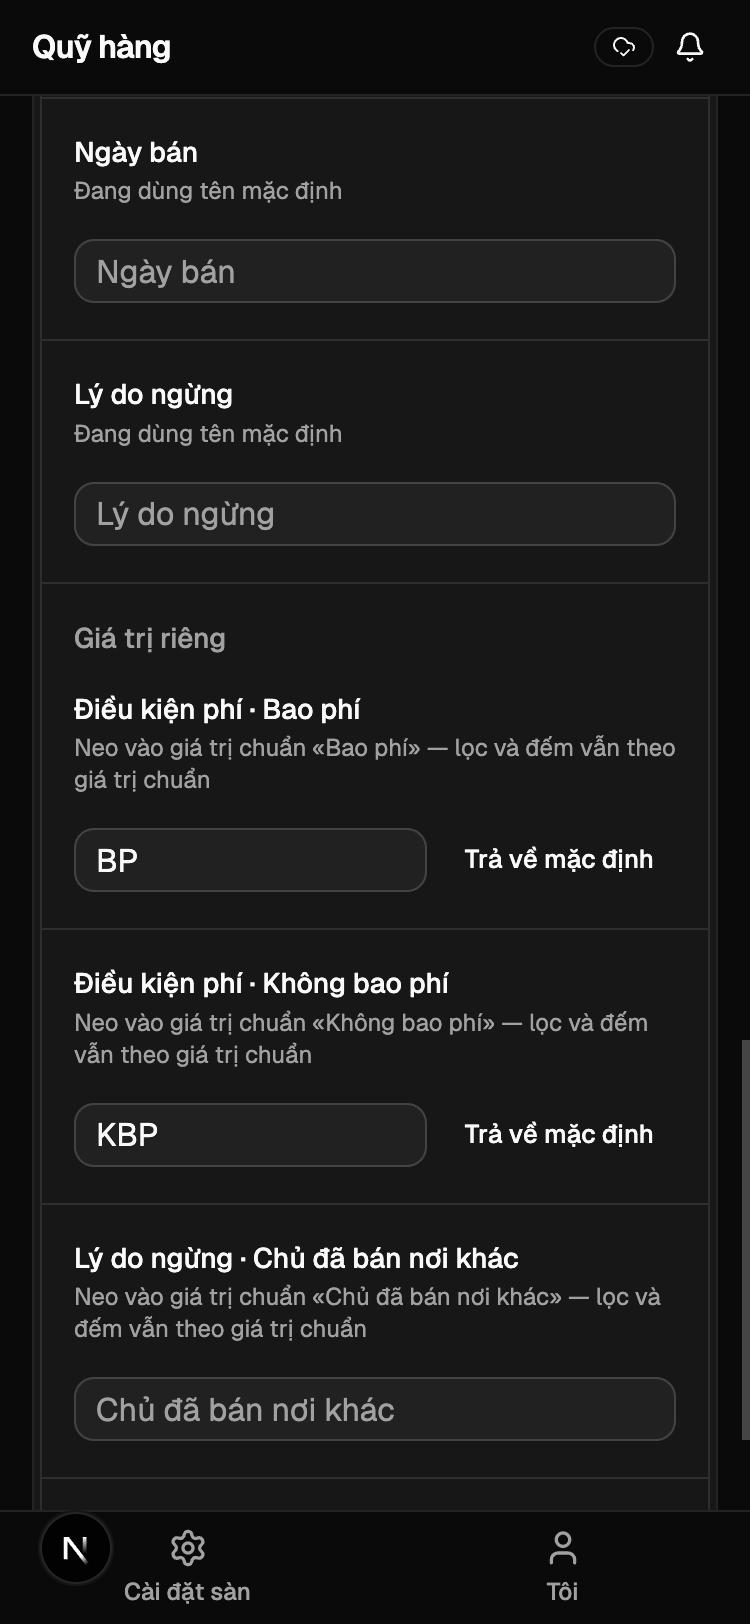 Quỹ hàng
Ngày bán
Đang dùng tên mặc định
Ngày bán
Lý do ngừng
Đang dùng tên mặc định
Lý do ngừng
Giá trị riêng
Điều kiện phí · Bao phí
Neo vào giá trị chuẩn «Bao phí» — lọc và đếm vẫn theo
giá trị chuẩn
BP
Trả về mặc định
Điều kiện phí · Không bao phí
Neo vào giá trị chuẩn «Không bao phí» — lọc và đếm
vẫn theo giá trị chuẩn
KBP
Trả về mặc định
Lý do ngừng · Chủ đã bán nơi khác
Neo vào giá trị chuẩn «Chủ đã bán nơi khác» — lọc và
đếm vẫn theo giá trị chuẩn
Chủ đã bán nơi khác
N
Cài đặt sàn
Tôi